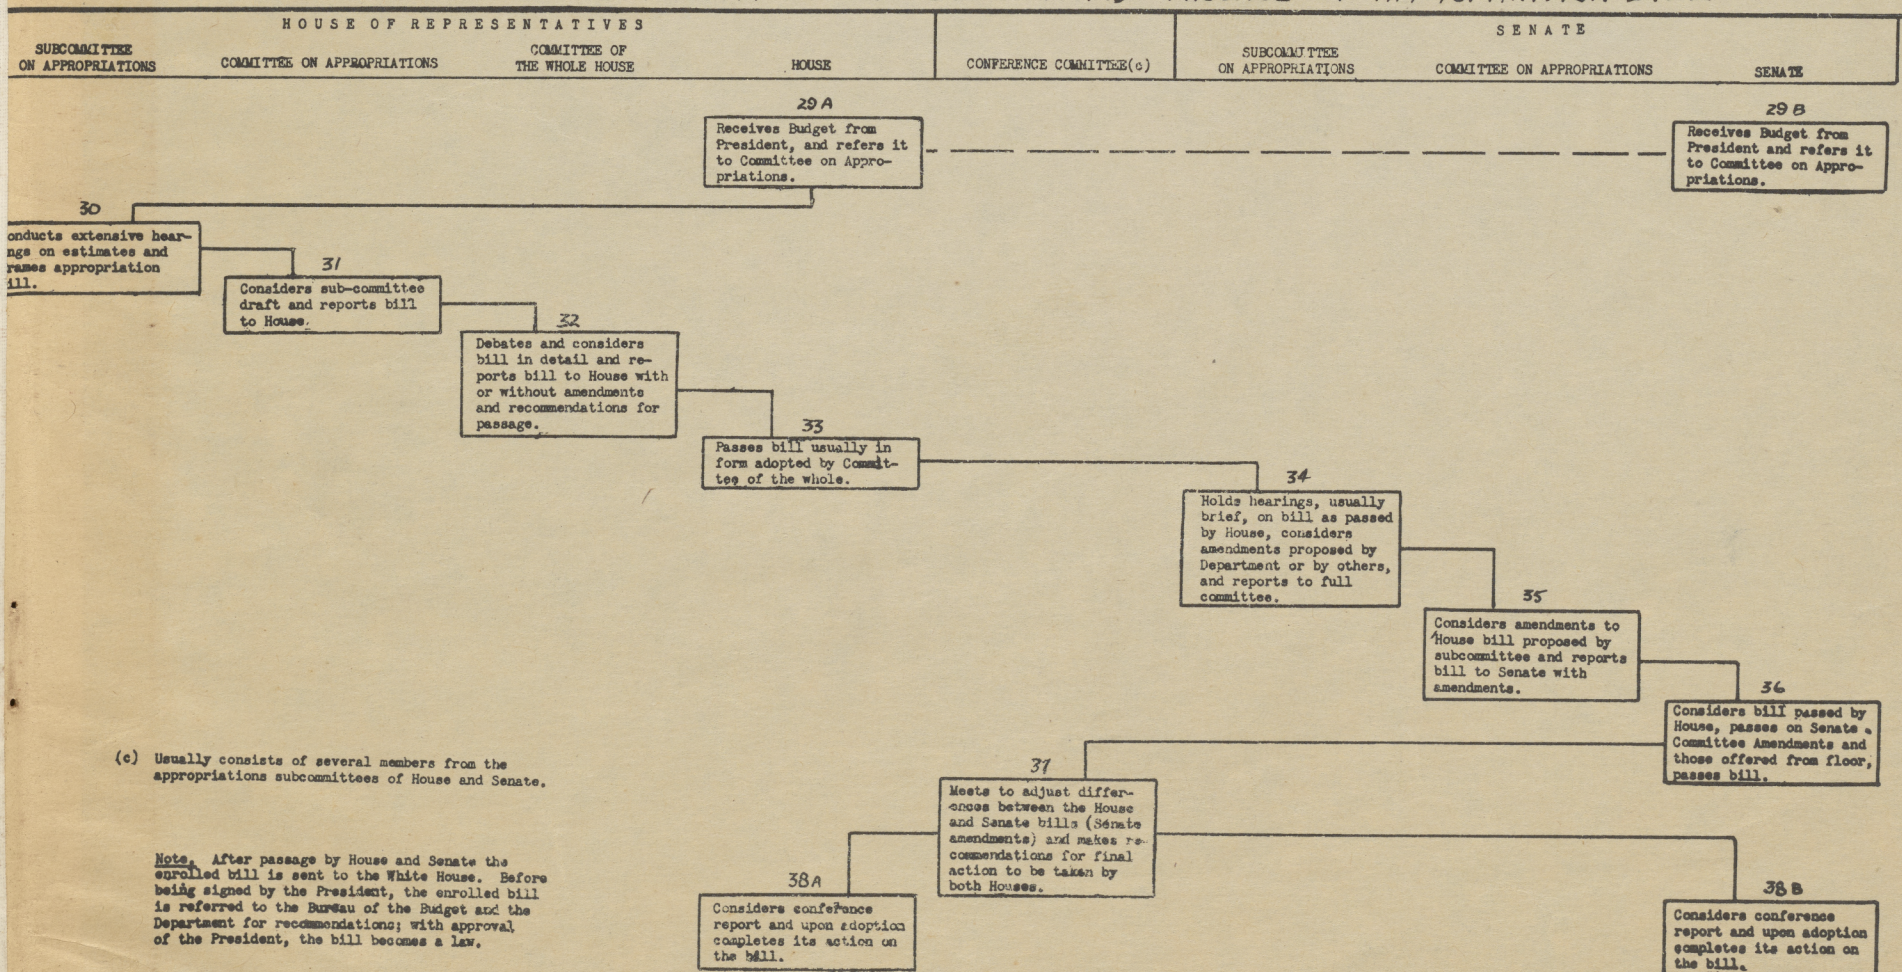 HOUSE OF REPRESENTATIVES
SENATE
SUBCOMMITTEE
ON APPROPRIATIONS
COMMITTEE ON APPROPRIATIONS
COMMITTEE OF
THE WHOLE HOUSE
HOUSE
CONFERENCE COMMITTEE(c)
SUBCOMMITTEE
ON APPROPRIATIONS
COMMITTEE ON APPROPRIATIONS
SENATE
29 A
Receives Budget from
President, and refers it
to Committee on Appro-
priations.
29 B
Receives Budget from
President and refers it
to Committee on Appro-
priations.
30
onducts extensive hear-
ngs on estimates and
rames appropriation
ill.
31
Considers sub-committee
draft and reports bill
to House.
32
Debates and considers
bill in detail and re-
ports bill to House with
or without amendments
and recommendations for
passage.
33
Passes bill usually in
form adopted by Commit-
tee of the whole.
34
Holds hearings, usually
brief, on bill as passed
by House, considers
amendments proposed by
Department or by others,
and reports to full
committee.
35
Considers amendments to
House bill proposed by
subcommittee and reports
bill to Senate with
amendments.
36
Considers bill passed by
House, passes on Senate
Committee Amendments and
those offered from floor,
passes bill.
37
Meets to adjust differ-
ences between the House
and Senate bills (Senate
amendments) and makes re-
commendations for final
action to be taken by
both Houses.
38A
Considers conference
report and upon adoption
completes its action on
the bill.
38 B
Considers conference
report and upon adoption
completes its action on
the bill.
(c) Usually consists of several members from the
appropriations subcommittees of House and Senate.
Note. After passage by House and Senate the
enrolled bill is sent to the White House. Before
being signed by the President, the enrolled bill
is referred to the Bureau of the Budget and the
Department for recommendations; with approval
of the President, the bill becomes a law.